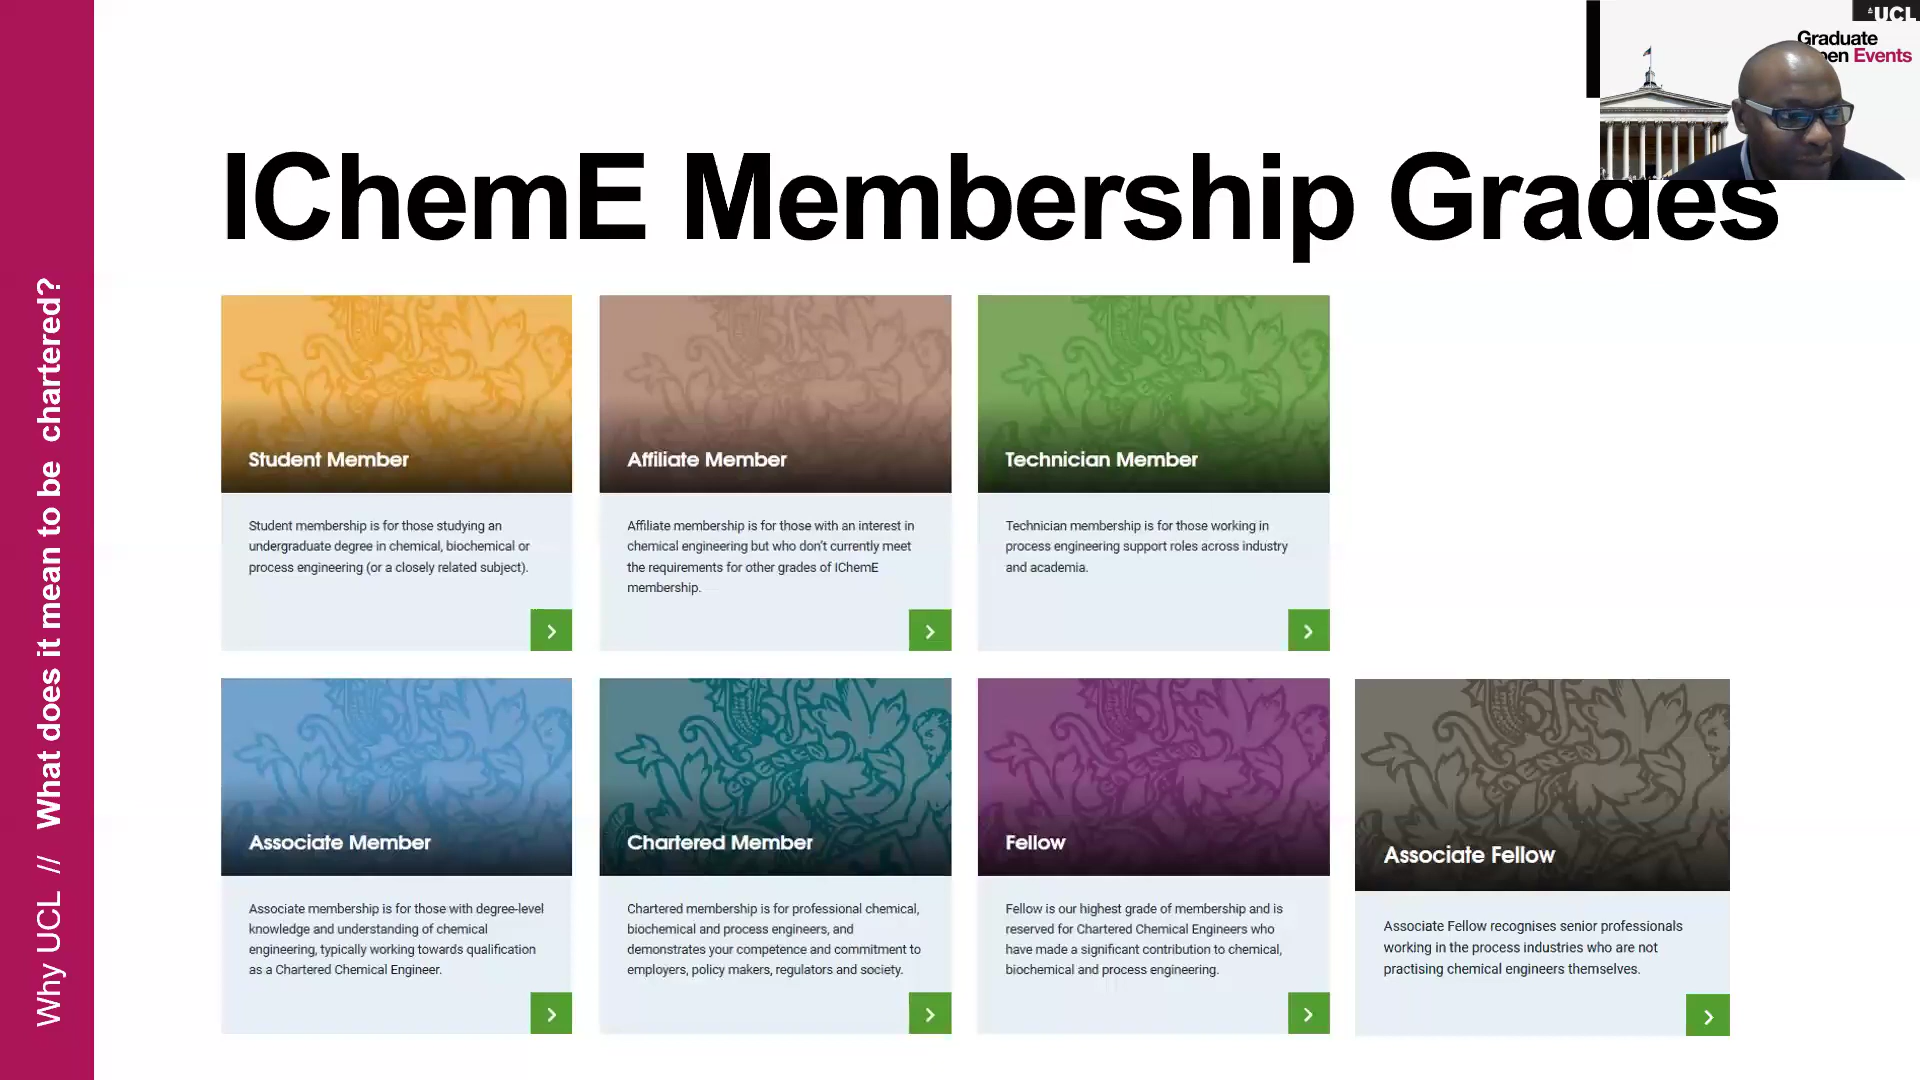 UCL
Graduate
Events
IChemE Membership Grades
Student Member
Student membership is for those studying an
undergraduate degree in chemical, biochemical or
process engineering (or a closely related subject).
Affiliate Member
Affiliate membership is for those with an interest in
chemical engineering but who don't currently meet
the requirements for other grades of IChemE
membership.
Technician Member
Technician membership is for those working in
process engineering support roles across industry
and academia.
Associate Member
Associate membership is for those with degree-level
knowledge and understanding of chemical
engineering, typically working towards qualification
as a Chartered Chemical Engineer.
Chartered Member
Chartered membership is for professional chemical,
biochemical and process engineers, and
demonstrates your competence and commitment to
employers, policy makers, regulators and society.
Fellow
Fellow is our highest grade of membership and is
reserved for Chartered Chemical Engineers who
have made a significant contribution to chemical,
biochemical and process engineering.
Associate Fellow
Associate Fellow recognises senior professionals
working in the process industries who are not
practising chemical engineers themselves.
Why UCL // What does it mean to be chartered?